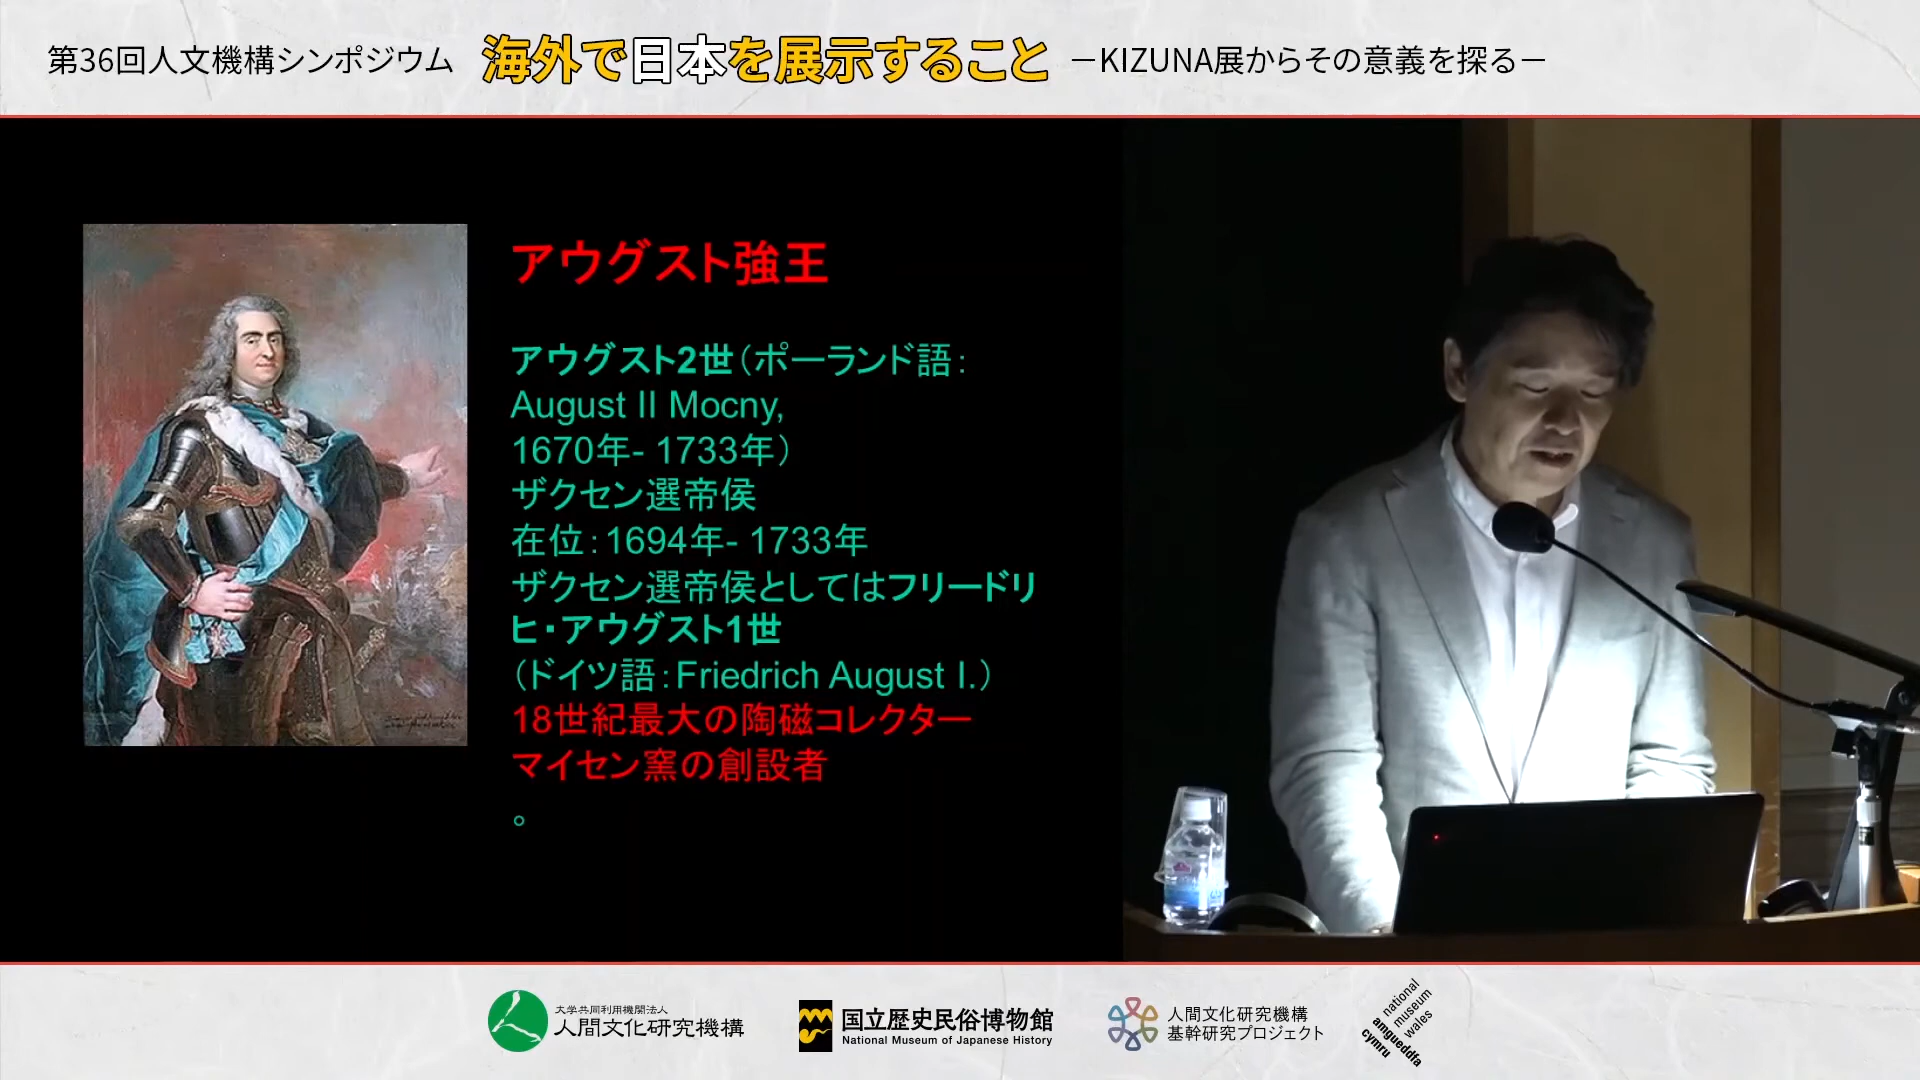 第36回人文機構シンポジウム 海外で日本を展示すること －KIZUNA展からその意義を探る－
アウグスト強王
アウグスト2世（ポーランド語：
August II Mocny,
1670年- 1733年）
ザクセン選帝侯
在位：1694年- 1733年
ザクセン選帝侯としてはフリードリ
ヒ・アウグスト1世
（ドイツ語：Friedrich August I.）
18世紀最大の陶磁コレクター
マイセン窯の創設者
。
大学共同利用機関法人
人間文化研究機構
国立歴史民俗博物館
National Museum of Japanese History
人間文化研究機構
基幹研究プロジェクト
national
museum
wales
amgueddfa
cymru